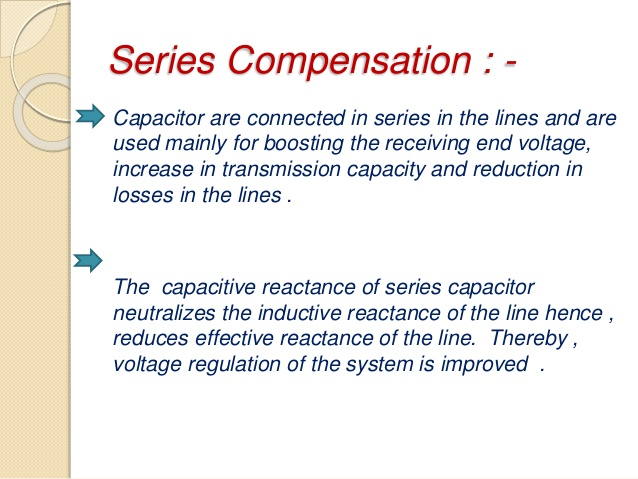 Series Compensation : -
Capacitor are connected in series in the lines and are
used mainly for boosting the receiving end voltage,
increase in transmission capacity and reduction in
losses in the lines .
The  capacitive reactance of series capacitor
neutralizes the inductive reactance of the line hence ,
reduces effective reactance of the line.  Thereby ,
voltage regulation of the system is improved  .